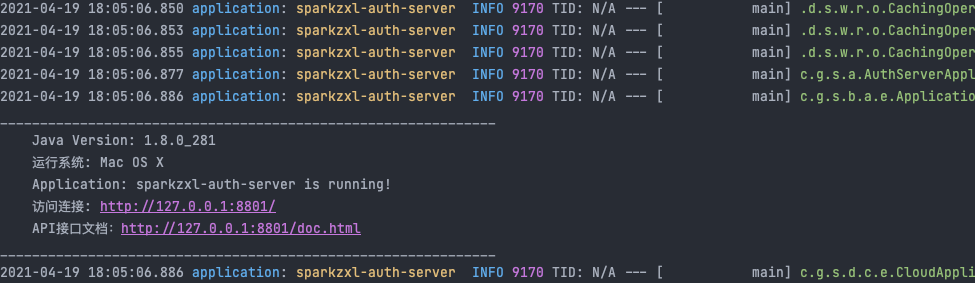 2021-04-19 18:05:06.850 application: sparkzxl-auth-server  INFO 9170 TID: N/A --- [           main] .d.s.w.r.o.CachingOper
2021-04-19 18:05:06.853 application: sparkzxl-auth-server  INFO 9170 TID: N/A --- [           main] .d.s.w.r.o.CachingOper
2021-04-19 18:05:06.855 application: sparkzxl-auth-server  INFO 9170 TID: N/A --- [           main] .d.s.w.r.o.CachingOper
2021-04-19 18:05:06.877 application: sparkzxl-auth-server  INFO 9170 TID: N/A --- [           main] c.g.s.a.AuthServerAppl
2021-04-19 18:05:06.886 application: sparkzxl-auth-server  INFO 9170 TID: N/A --- [           main] c.g.s.b.a.e.Applicatio
______________________________________________________________
Java Version: 1.8.0_281
运行系统: Mac OS X
Application: sparkzxl-auth-server is running!
访问连接: http://127.0.0.1:8801/
API接口文档: http://127.0.0.1:8801/doc.html
______________________________________________________________
2021-04-19 18:05:06.886 application: sparkzxl-auth-server  INFO 9170 TID: N/A --- [           main] c.g.s.d.c.e.CloudAppli